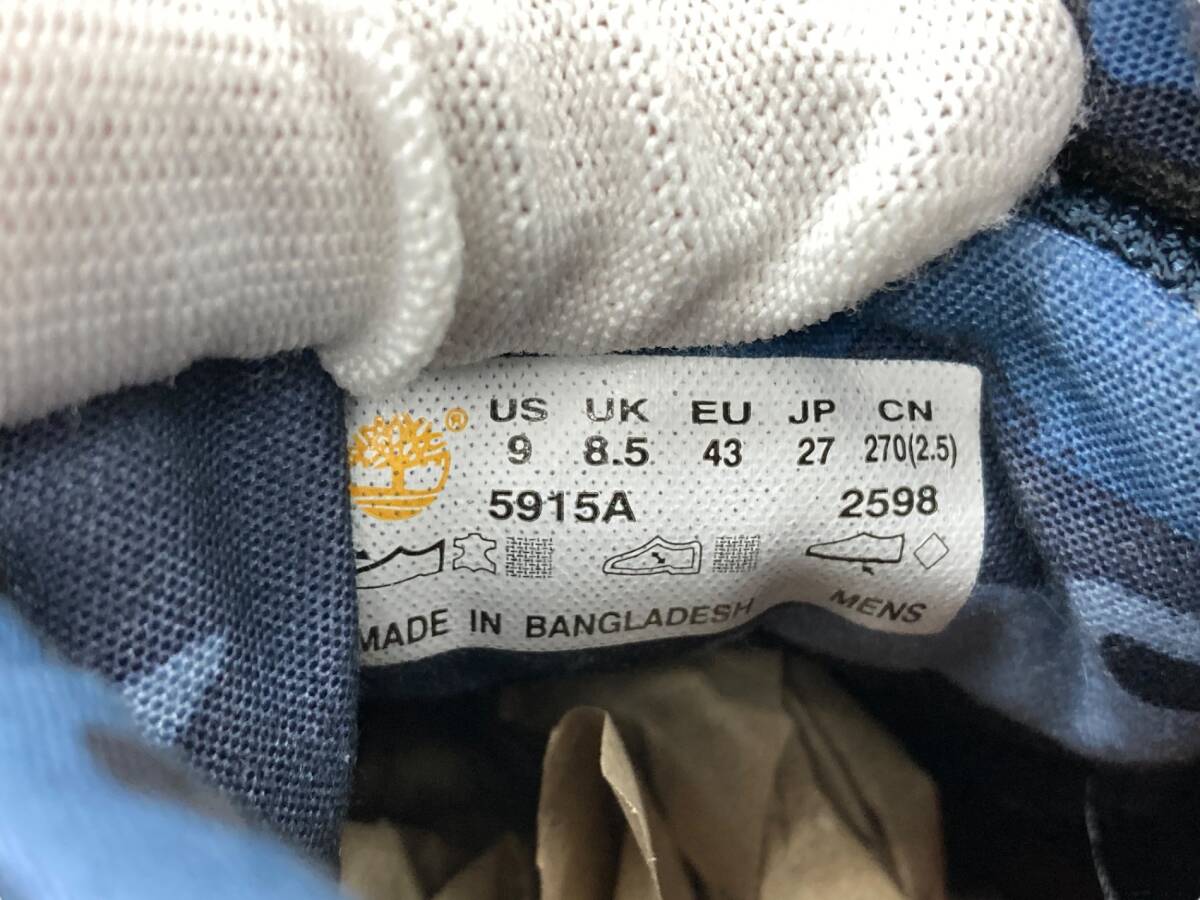 ® US UK EU JP CN
9 8.5 43 27 270(2.5)
5915A 2598
MADE IN BANGLADESH MENS